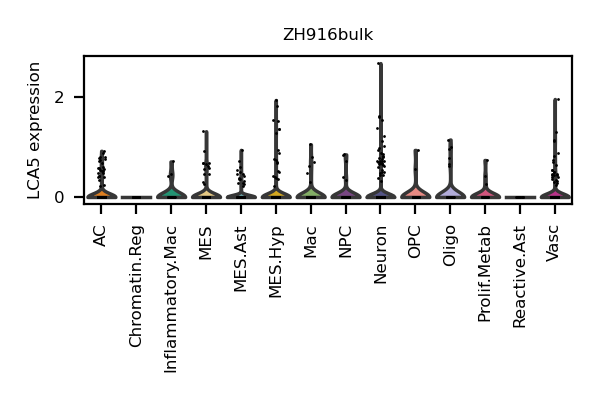 ZH916bulk
LCA5 expression
2
0
AC
Chromatin.Reg
Inflammatory.Mac
MES
MES.Ast
MES.Hyp
Mac
NPC
Neuron
OPC
Oligo
Prolif.Metab
Reactive.Ast
Vasc